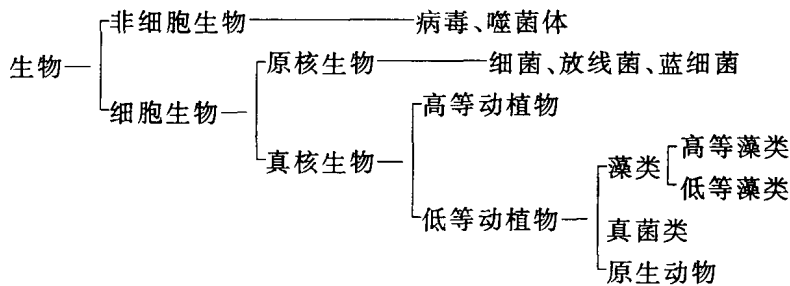 非细胞生物 病毒、噬菌体
生物
原核生物 细菌、放线菌、蓝细菌
细胞生物
高等动植物
真核生物
高等藻类
藻类
低等藻类
低等动植物
真菌类
原生动物